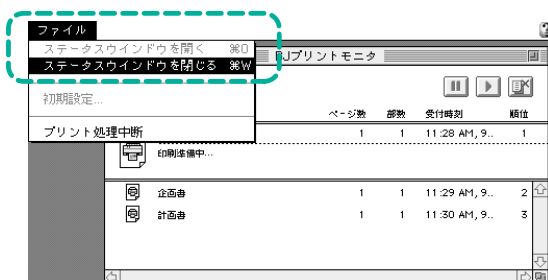 ファイル
ステータスウインドウを開く ⌘O
ステータスウインドウを閉じる ⌘W
初期設定...
プリント処理中断
BJプリントモニタ
ページ数 部数 受付時刻 順位
1 1 11:28 AM, 9.. 1
印刷準備中...
企画書 1 1 11:29 AM, 9.. 2
計画書 1 1 11:30 AM, 9.. 3